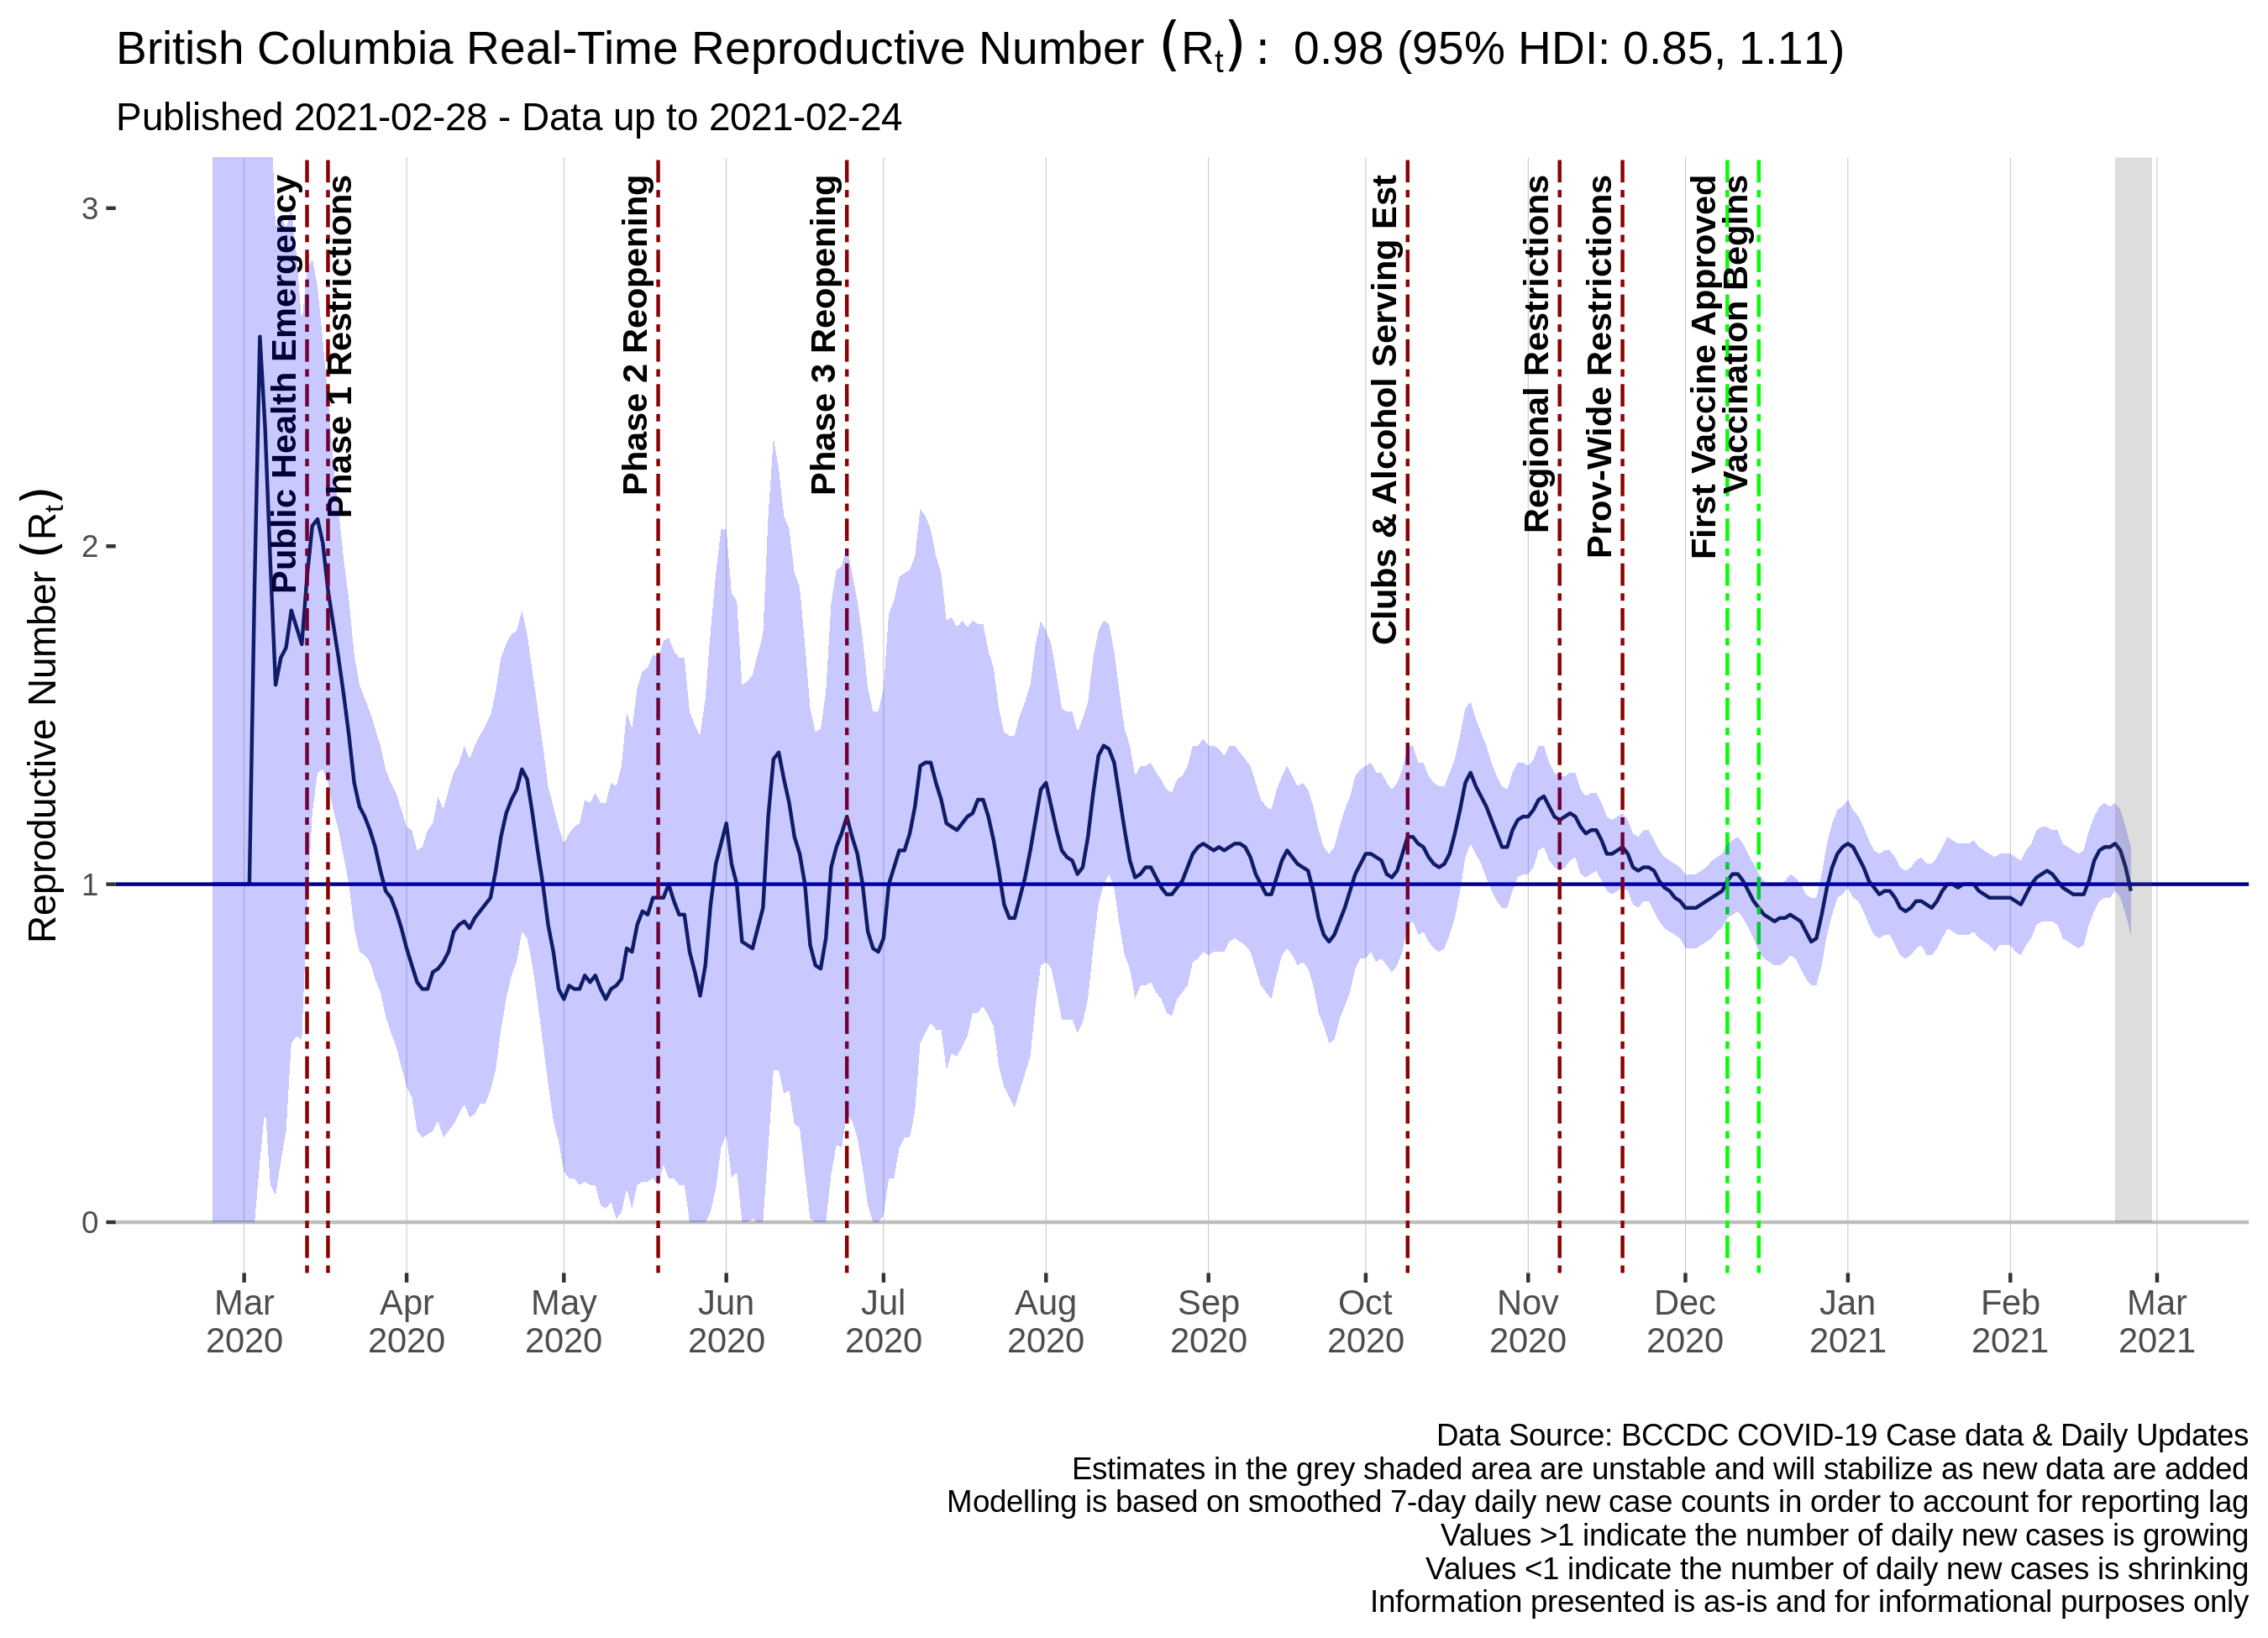 British Columbia Real-Time Reproductive Number (Rt) : 0.98 (95% HDI: 0.85, 1.11)
Published 2021-02-28 - Data up to 2021-02-24
Reproductive Number (Rt)
3
2
1
0
Public Health Emergency
Phase 1 Restrictions
Phase 2 Reopening
Phase 3 Reopening
Clubs & Alcohol Serving Est
Regional Restrictions
Prov-Wide Restrictions
First Vaccine Approved
Vaccination Begins
Mar Apr May Jun Jul Aug Sep Oct Nov Dec Jan Feb Mar
2020 2020 2020 2020 2020 2020 2020 2020 2020 2020 2021 2021 2021
Data Source: BCCDC COVID-19 Case data & Daily Updates
Estimates in the grey shaded area are unstable and will stabilize as new data are added
Modelling is based on smoothed 7-day daily new case counts in order to account for reporting lag
Values >1 indicate the number of daily new cases is growing
Values <1 indicate the number of daily new cases is shrinking
Information presented is as-is and for informational purposes only